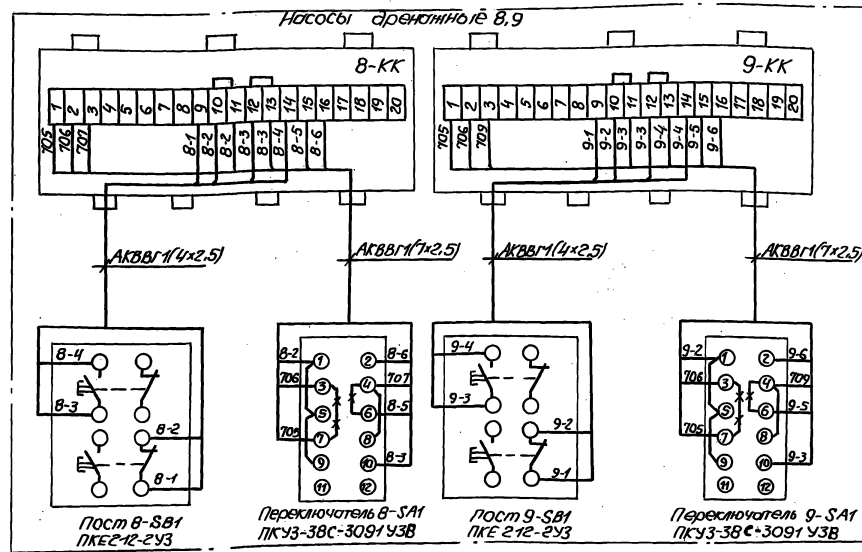 Насосы дренажные 8,9
8-КК
1 2 3 4 5 6 7 8 9 10 11 12 13 14 15 16 17 18 19 20
705 706 707 8-1 8-2 8-2 8-3 8-3 8-4 8-5 8-6
9-КК
1 2 3 4 5 6 7 8 9 10 11 12 13 14 15 16 17 18 19 20
705 706 709 9-1 9-2 9-3 9-3 9-4 9-4 9-5 9-6
АКВВГ1(4×2,5)
АКВВГ1(7×2,5)
АКВВГ1(4×2,5)
АКВВГ1(7×2,5)
8-4
8-3
8-2
8-1
8-2 1 2 8-6
706 3 4 707
5 6 8-5
705 7 8
9 10 8-3
11 12
9-4
9-3
9-2
9-1
9-2 1 2 9-6
706 3 4 709
5 6 9-5
705 7 8
9 10 9-3
11 12
Пост 8-SB1
ПКЕ212-2У3
Переключатель 8-SA1
ПКУ3-38С-3091 У3В
Пост 9-SB1
ПКЕ 212-2У3
Переключатель 9-SA1
ПКУ3-38С-3091 У3В